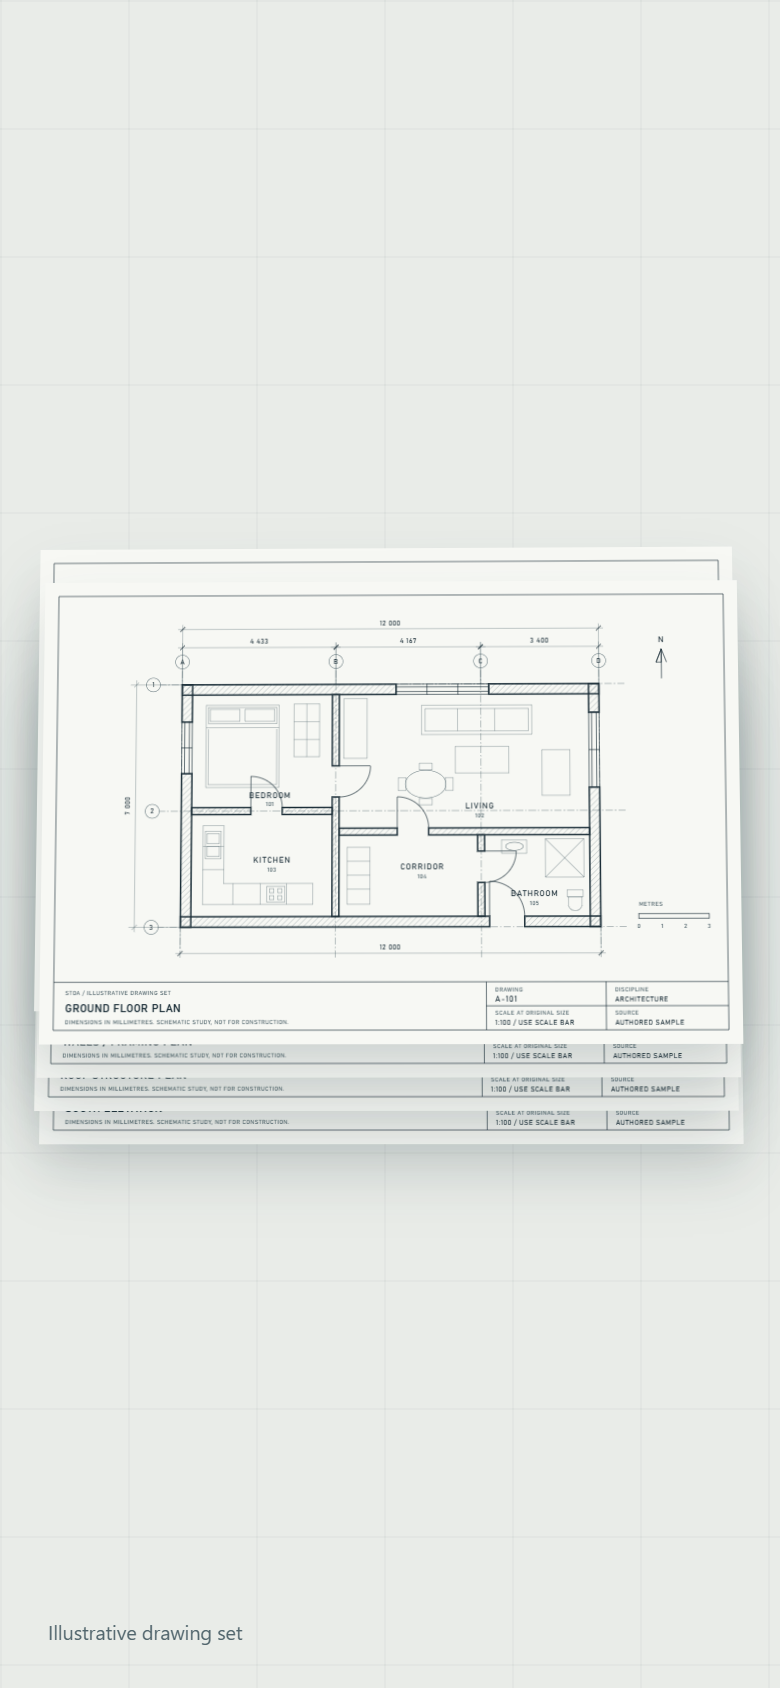 12 000
4 433 4 167 3 400
N
A B C D
1
BEDROOM
101
LIVING
102
7 000
2
KITCHEN
103
CORRIDOR
104
BATHROOM
105
METRES
0 1 2 3
3
12 000
STOA / ILLUSTRATIVE DRAWING SET
GROUND FLOOR PLAN
DIMENSIONS IN MILLIMETRES. SCHEMATIC STUDY, NOT FOR CONSTRUCTION.
DRAWING
A-101
DISCIPLINE
ARCHITECTURE
SCALE AT ORIGINAL SIZE
1:100 / USE SCALE BAR
SOURCE
AUTHORED SAMPLE
DIMENSIONS IN MILLIMETRES. SCHEMATIC STUDY, NOT FOR CONSTRUCTION.
SCALE AT ORIGINAL SIZE
1:100 / USE SCALE BAR
SOURCE
AUTHORED SAMPLE
DIMENSIONS IN MILLIMETRES. SCHEMATIC STUDY, NOT FOR CONSTRUCTION.
SCALE AT ORIGINAL SIZE
1:100 / USE SCALE BAR
SOURCE
AUTHORED SAMPLE
DIMENSIONS IN MILLIMETRES. SCHEMATIC STUDY, NOT FOR CONSTRUCTION.
SCALE AT ORIGINAL SIZE
1:100 / USE SCALE BAR
SOURCE
AUTHORED SAMPLE
Illustrative drawing set